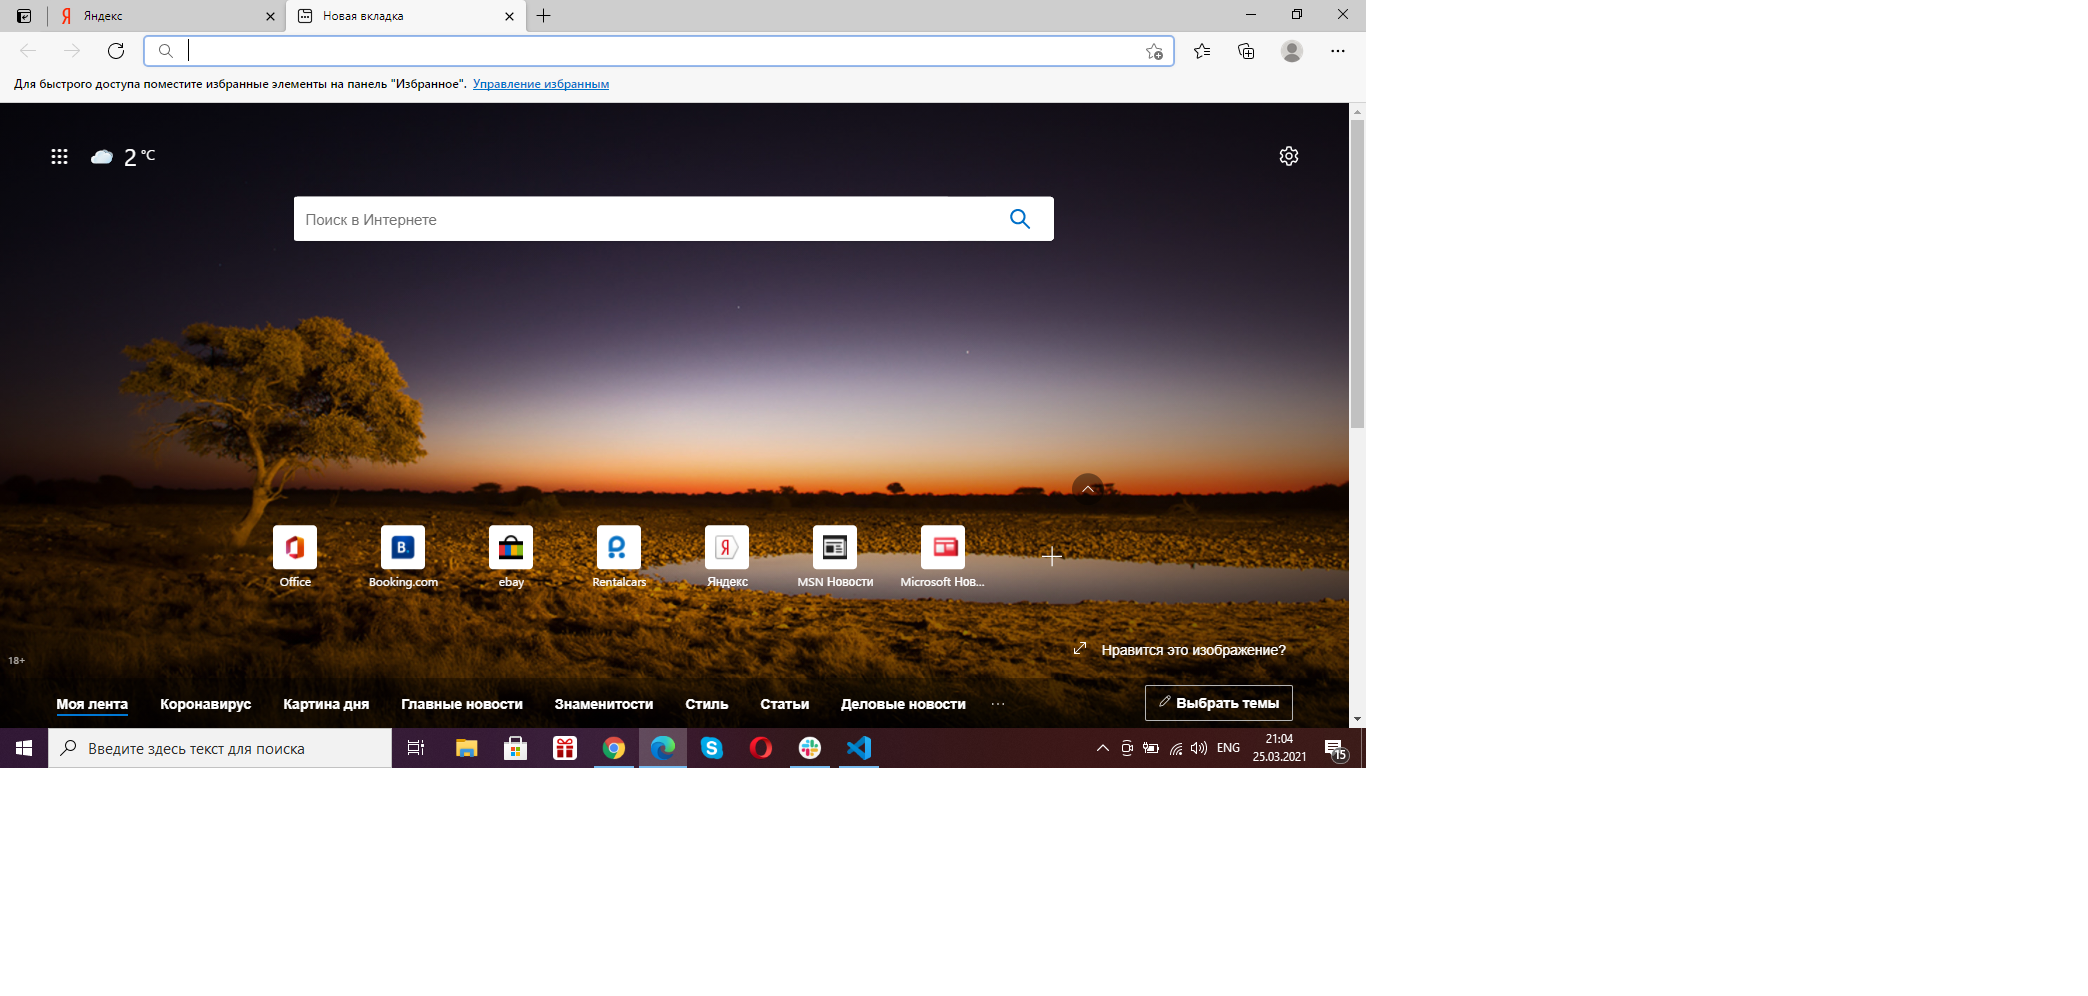 Яндекс
Новая вкладка
Для быстрого доступа поместите избранные элементы на панель "Избранное". Управление избранным
2 °C
Поиск в Интернете
Office
Booking.com
ebay
Rentalcars
Яндекс
MSN Новости
Microsoft Нов...
Нравится это изображение?
18+
Моя лента
Коронавирус
Картина дня
Главные новости
Знаменитости
Стиль
Статьи
Деловые новости
...
Выбрать темы
Введите здесь текст для поиска
ENG
21:04
25.03.2021
15